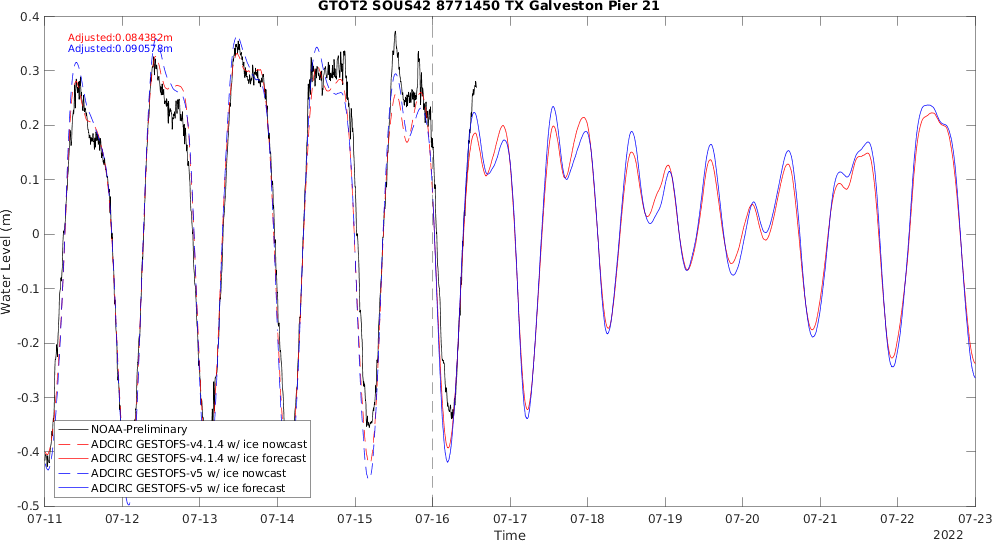 GTOT2 SOUS42 8771450 TX Galveston Pier 21
Adjusted:0.084382m
Adjusted:0.090578m
Water Level (m)
0.4
0.3
0.2
0.1
0
-0.1
-0.2
-0.3
-0.4
-0.5
NOAA-Preliminary
ADCIRC GESTOFS-v4.1.4 w/ ice nowcast
ADCIRC GESTOFS-v4.1.4 w/ ice forecast
ADCIRC GESTOFS-v5 w/ ice nowcast
ADCIRC GESTOFS-v5 w/ ice forecast
07-11 07-12 07-13 07-14 07-15 07-16 07-17 07-18 07-19 07-20 07-21 07-22 07-23
Time
2022